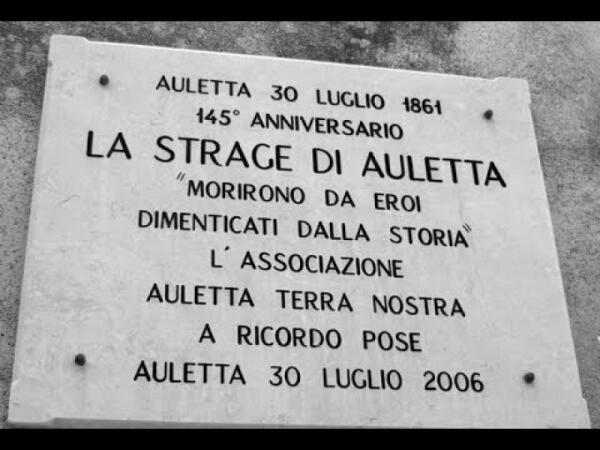 AULETTA 30 LUGLIO 1861
145° ANNIVERSARIO
LA STRAGE DI AULETTA
"MORIRONO DA EROI
DIMENTICATI DALLA STORIA"
L'ASSOCIAZIONE
AULETTA TERRA NOSTRA
A RICORDO POSE
AULETTA 30 LUGLIO 2006